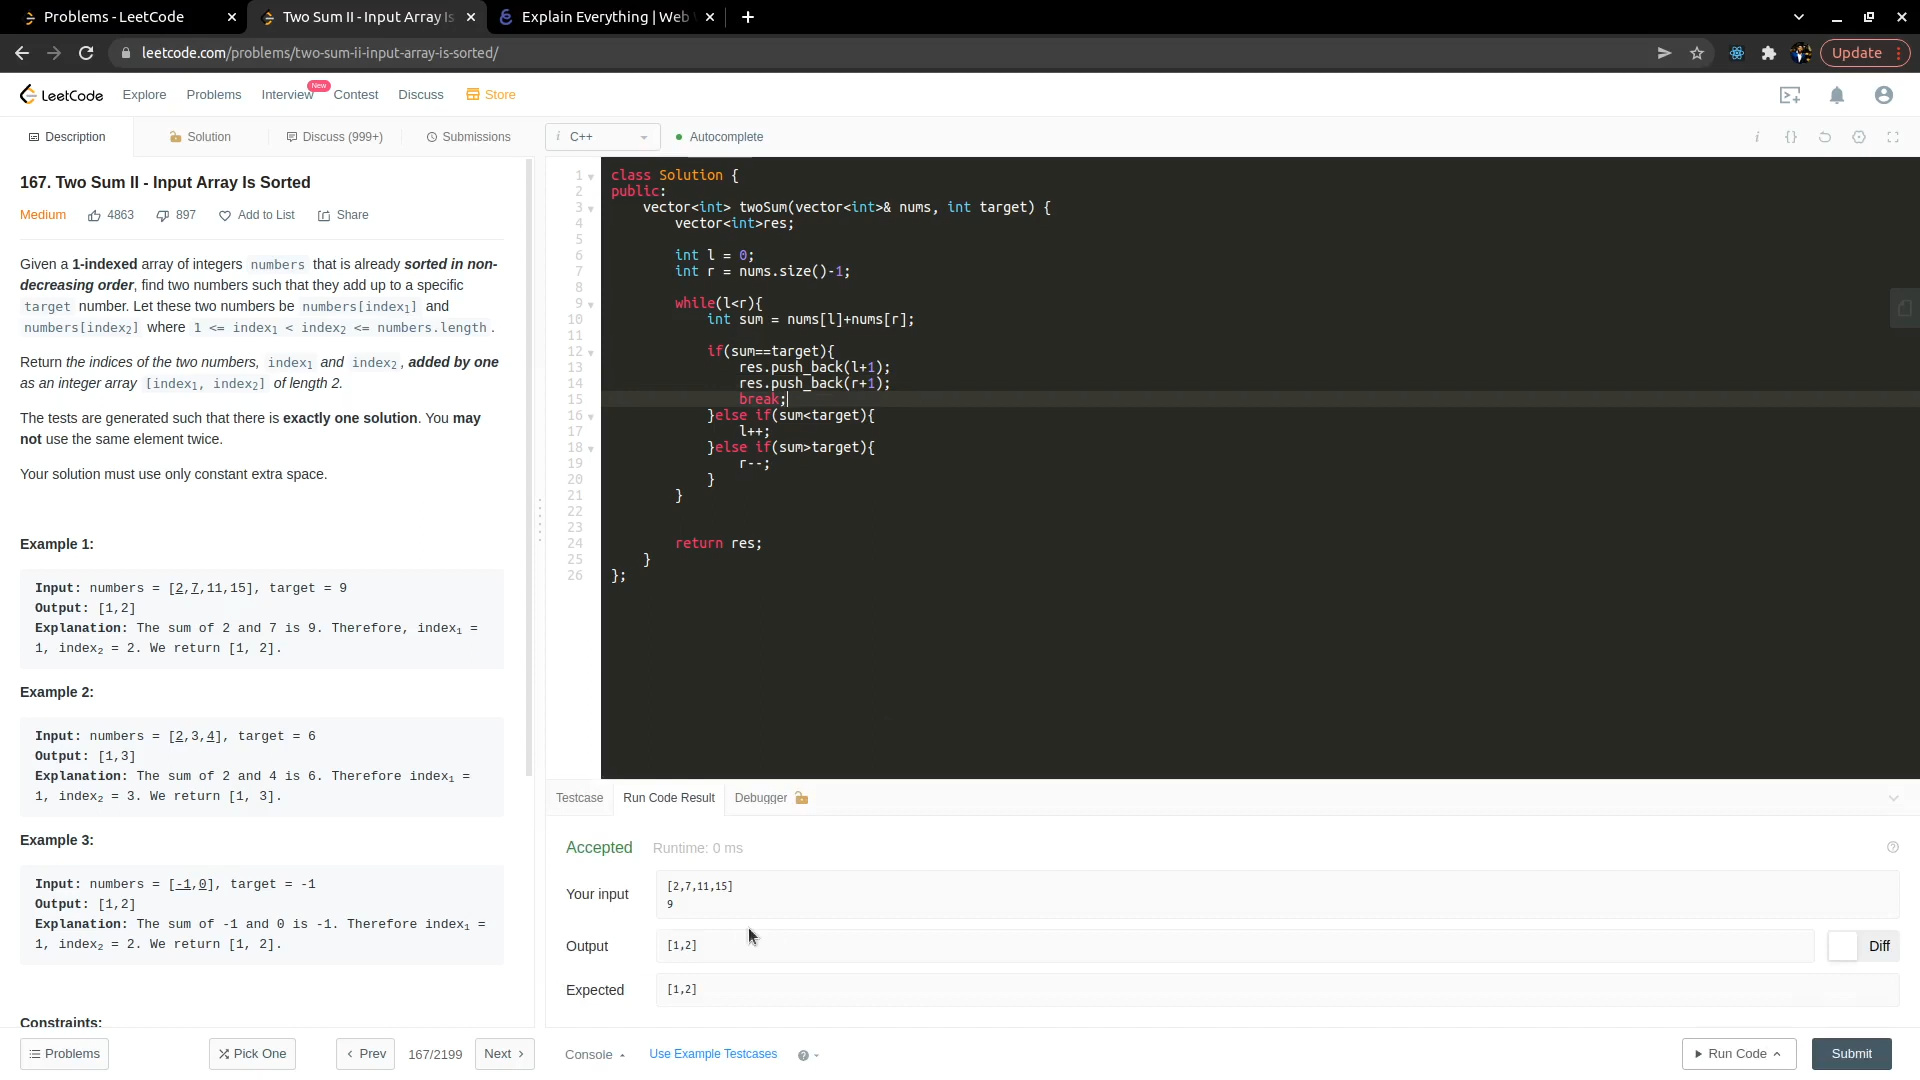 Problems - LeetCode
Two Sum II - Input Array Is
Explain Everything | Web
leetcode.com/problems/two-sum-ii-input-array-is-sorted/
Update
LeetCode
Explore
Problems
Interview
New
Contest
Discuss
Store
Description
Solution
Discuss (999+)
Submissions
i C++
Autocomplete
167. Two Sum II - Input Array Is Sorted
Medium 4863 897 Add to List Share
Given a 1-indexed array of integers numbers that is already sorted in non-
decreasing order, find two numbers such that they add up to a specific
target number. Let these two numbers be numbers[index₁] and
numbers[index₂] where 1 <= index₁ < index₂ <= numbers.length.
Return the indices of the two numbers, index₁ and index₂, added by one
as an integer array [index₁, index₂] of length 2.
The tests are generated such that there is exactly one solution. You may
not use the same element twice.
Your solution must use only constant extra space.
Example 1:
Input: numbers = [2,7,11,15], target = 9
Output: [1,2]
Explanation: The sum of 2 and 7 is 9. Therefore, index₁ =
1, index₂ = 2. We return [1, 2].
Example 2:
Input: numbers = [2,3,4], target = 6
Output: [1,3]
Explanation: The sum of 2 and 4 is 6. Therefore index₁ =
1, index₂ = 3. We return [1, 3].
Example 3:
Input: numbers = [-1,0], target = -1
Output: [1,2]
Explanation: The sum of -1 and 0 is -1. Therefore index₁ =
1, index₂ = 2. We return [1, 2].
Constraints:
1 class Solution {
2 public:
3     vector<int> twoSum(vector<int>& nums, int target) {
4         vector<int>res;
5
6         int l = 0;
7         int r = nums.size()-1;
8
9         while(l<r){
10             int sum = nums[l]+nums[r];
11
12             if(sum==target){
13                 res.push_back(l+1);
14                 res.push_back(r+1);
15                 break;
16             }else if(sum<target){
17                 l++;
18             }else if(sum>target){
19                 r--;
20             }
21         }
22
23
24         return res;
25     }
26 };
Testcase
Run Code Result
Debugger
Accepted Runtime: 0 ms
Your input
[2,7,11,15]
9
Output
[1,2]
Diff
Expected
[1,2]
Problems
Pick One
Prev
167/2199
Next
Console
Use Example Testcases
Run Code
Submit